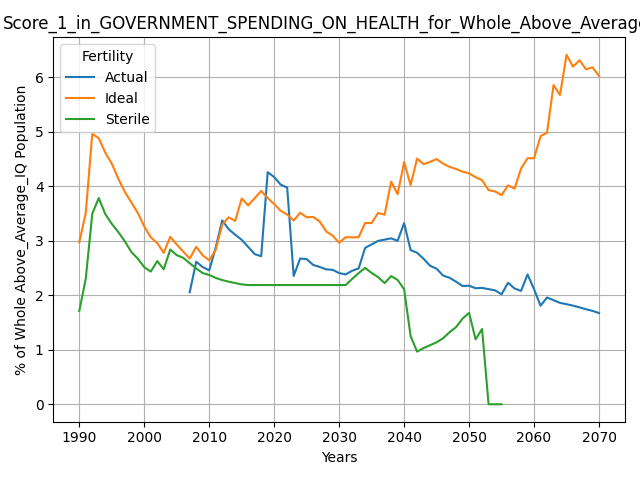 Score_1_in_GOVERNMENT_SPENDING_ON_HEALTH_for_Whole_Above_Average
Fertility
Actual
Ideal
Sterile
% of Whole Above_Average_IQ Population
6
5
4
3
2
1
0
1990 2000 2010 2020 2030 2040 2050 2060 2070
Years